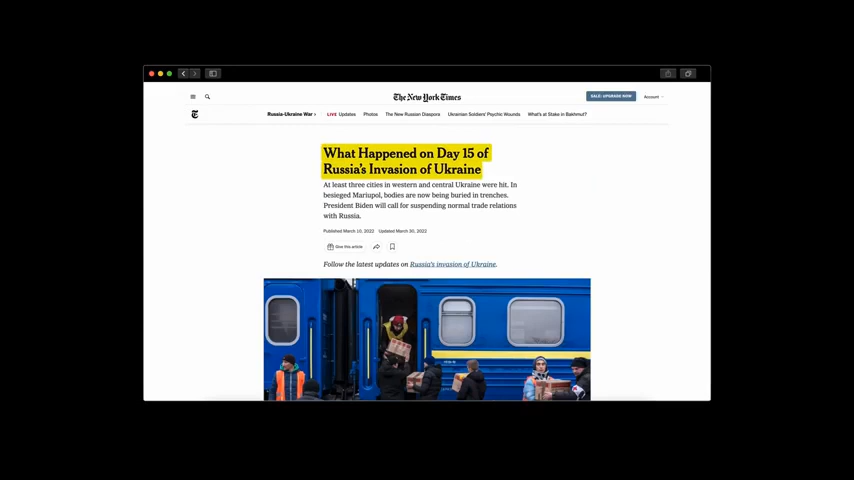 The New York Times
SALE: UPGRADE NOW
Account
Russia-Ukraine War
LIVE Updates
Photos
The New Russian Diaspora
Ukrainian Soldiers' Psychic Wounds
What's at Stake in Bakhmut?
What Happened on Day 15 of
Russia's Invasion of Ukraine
At least three cities in western and central Ukraine were hit. In
besieged Mariupol, bodies are now being buried in trenches.
President Biden will call for suspending normal trade relations
with Russia.
Published March 10, 2022 Updated March 30, 2022
Give this article
Follow the latest updates on Russia's invasion of Ukraine.